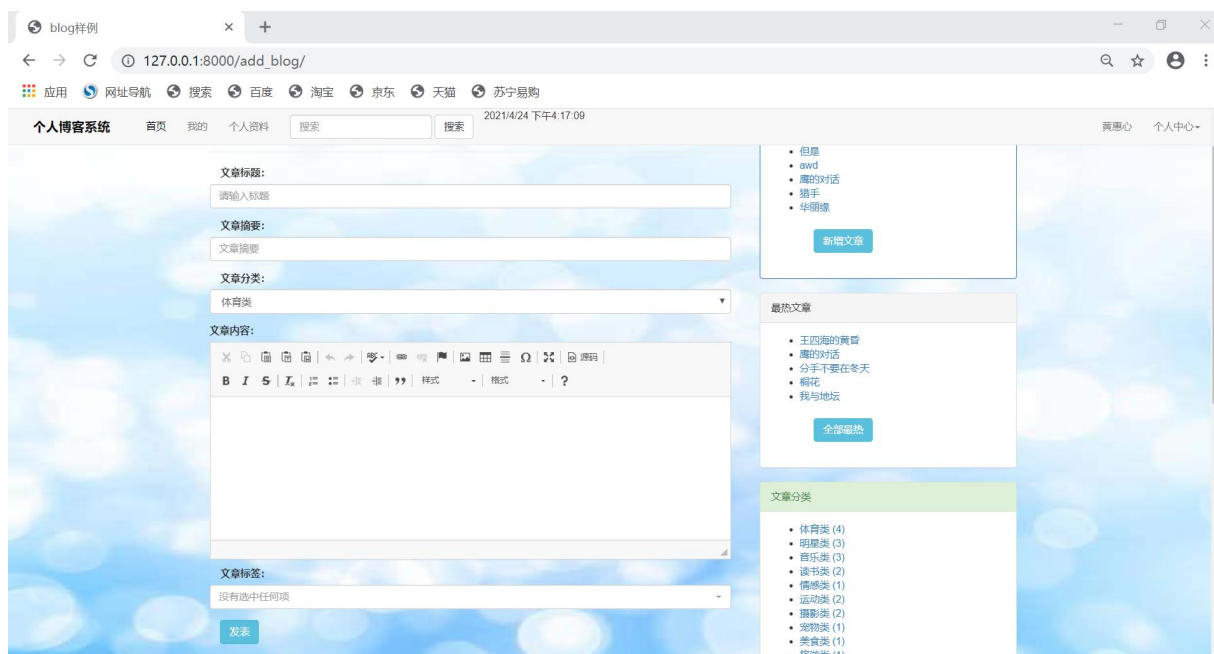 blog样例
127.0.0.1:8000/add_blog/
应用 网址导航 搜索 百度 淘宝 京东 天猫 苏宁易购
个人博客系统 首页 我的 个人资料 搜索 搜索 2021/4/24 下午4:17:09 黄惠心 个人中心
文章标题:
请输入标题
文章摘要:
文章摘要
文章分类:
体育类
文章内容:
源码
B I S Ix 样式 格式 ?
文章标签:
没有选中任何项
发表
但是
awd
鹰的对话
猎手
华丽缘
新增文章
最热文章
王四海的黄昏
鹰的对话
分手不要在冬天
桐花
我与地坛
全部最热
文章分类
体育类 (4)
明星类 (3)
音乐类 (3)
读书类 (2)
情感类 (1)
运动类 (2)
摄影类 (2)
宠物类 (1)
美食类 (1)